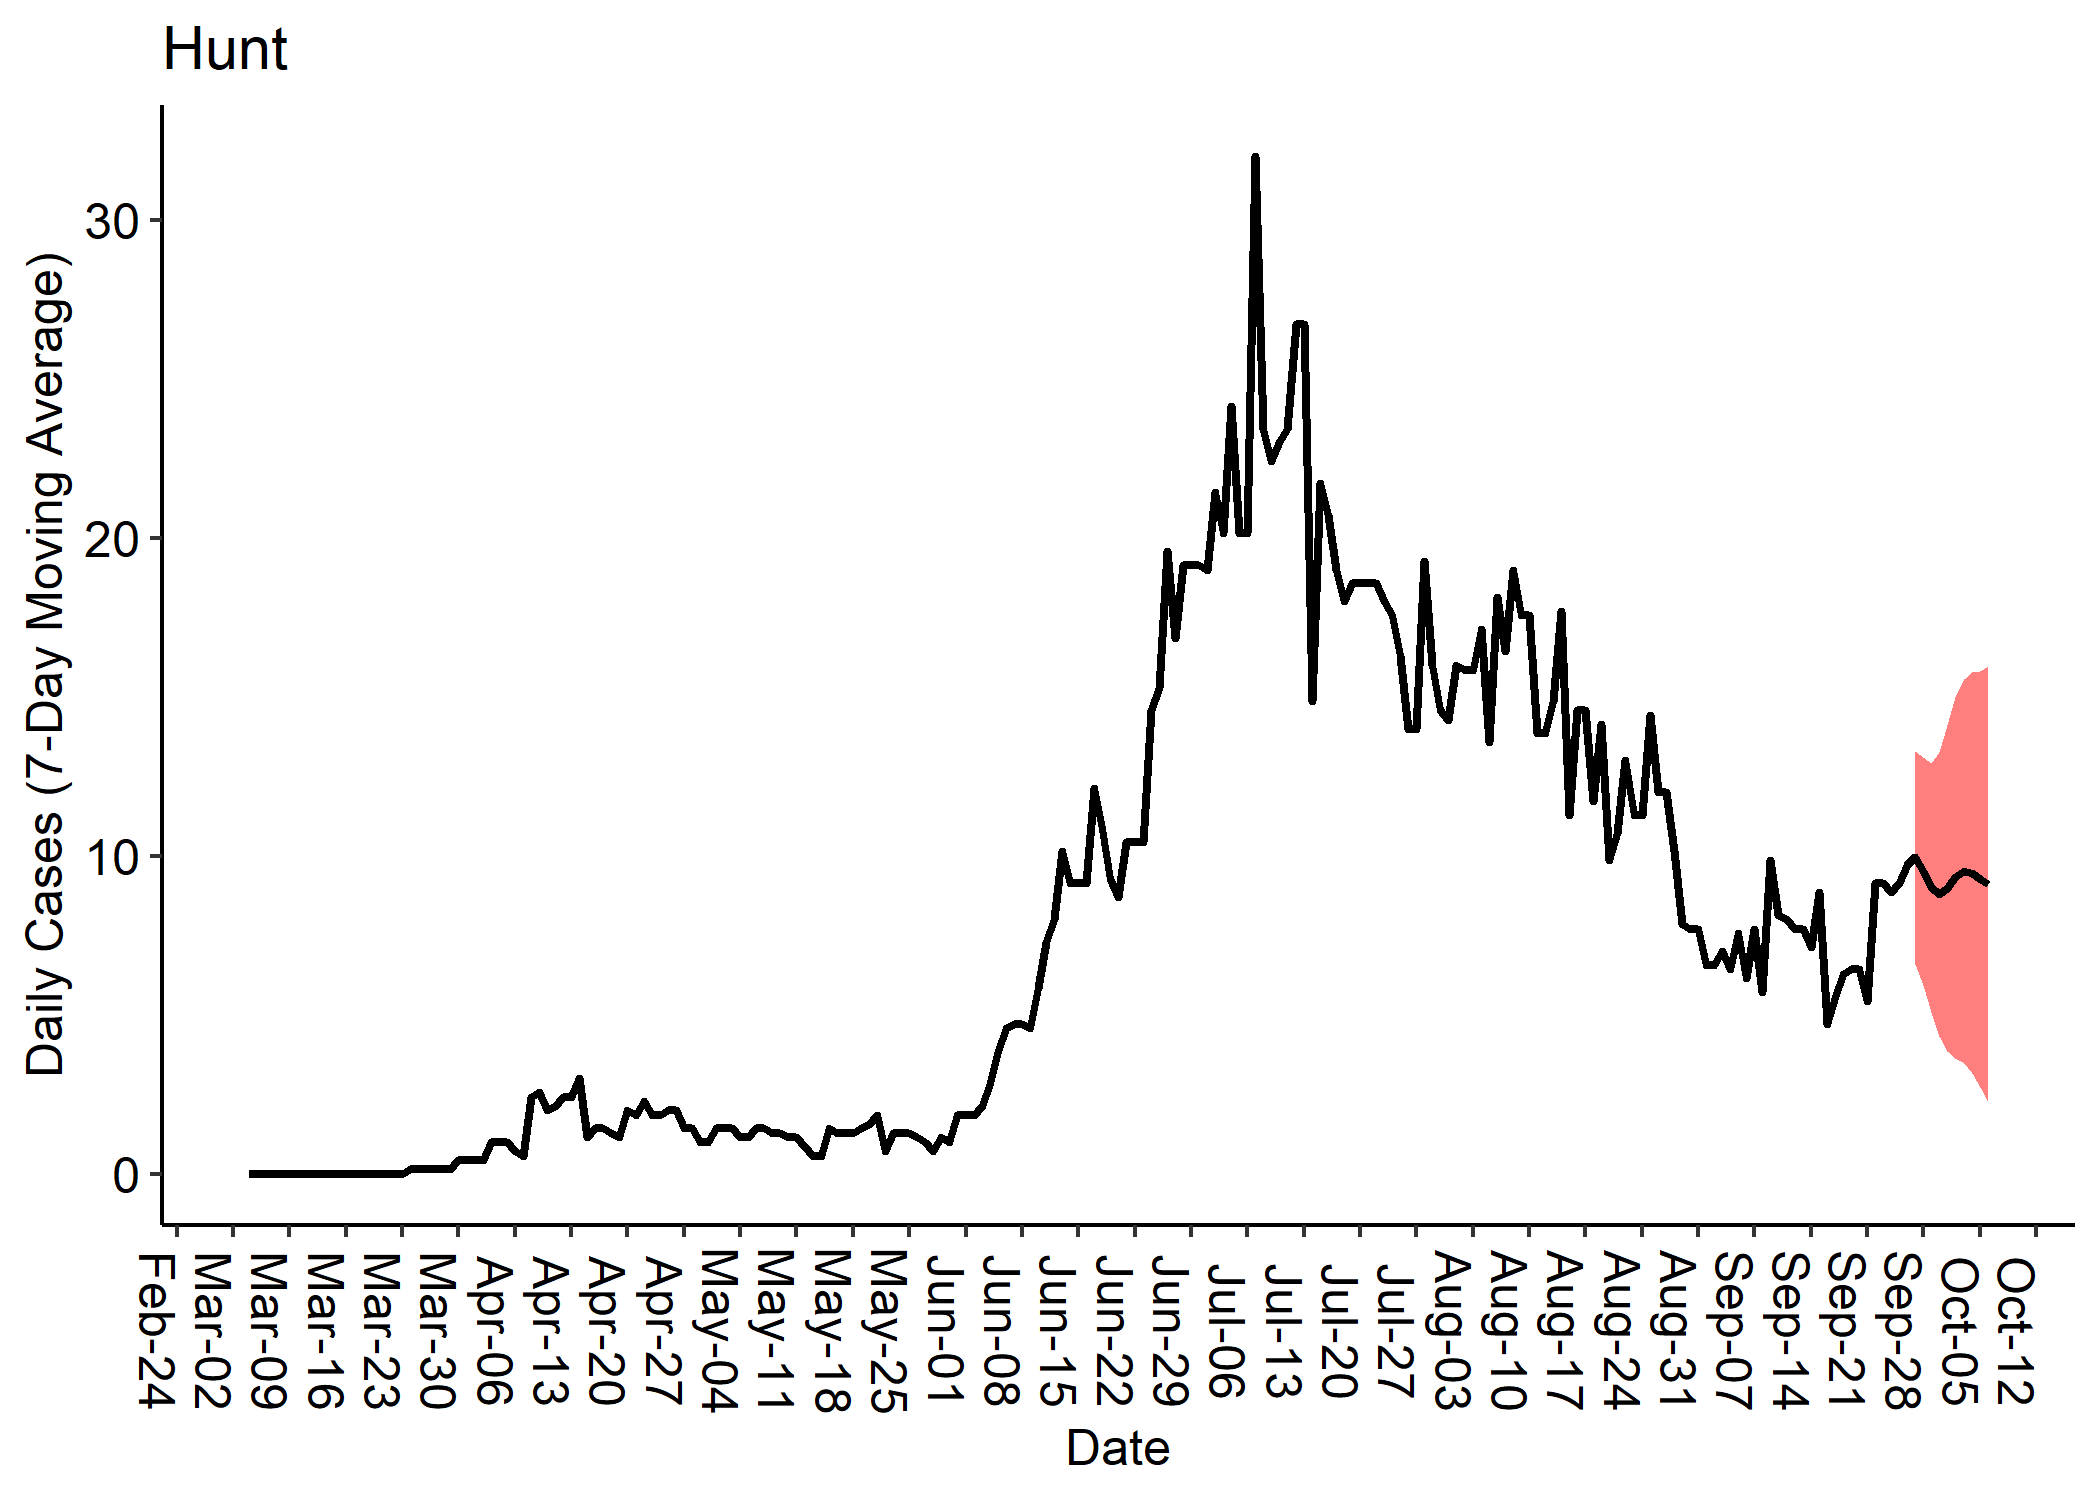 Hunt
Daily Cases (7-Day Moving Average)
30
20
10
0
Feb-24
Mar-02
Mar-09
Mar-16
Mar-23
Mar-30
Apr-06
Apr-13
Apr-20
Apr-27
May-04
May-11
May-18
May-25
Jun-01
Jun-08
Jun-15
Jun-22
Jun-29
Jul-06
Jul-13
Jul-20
Jul-27
Aug-03
Aug-10
Aug-17
Aug-24
Aug-31
Sep-07
Sep-14
Sep-21
Sep-28
Oct-05
Oct-12
Date